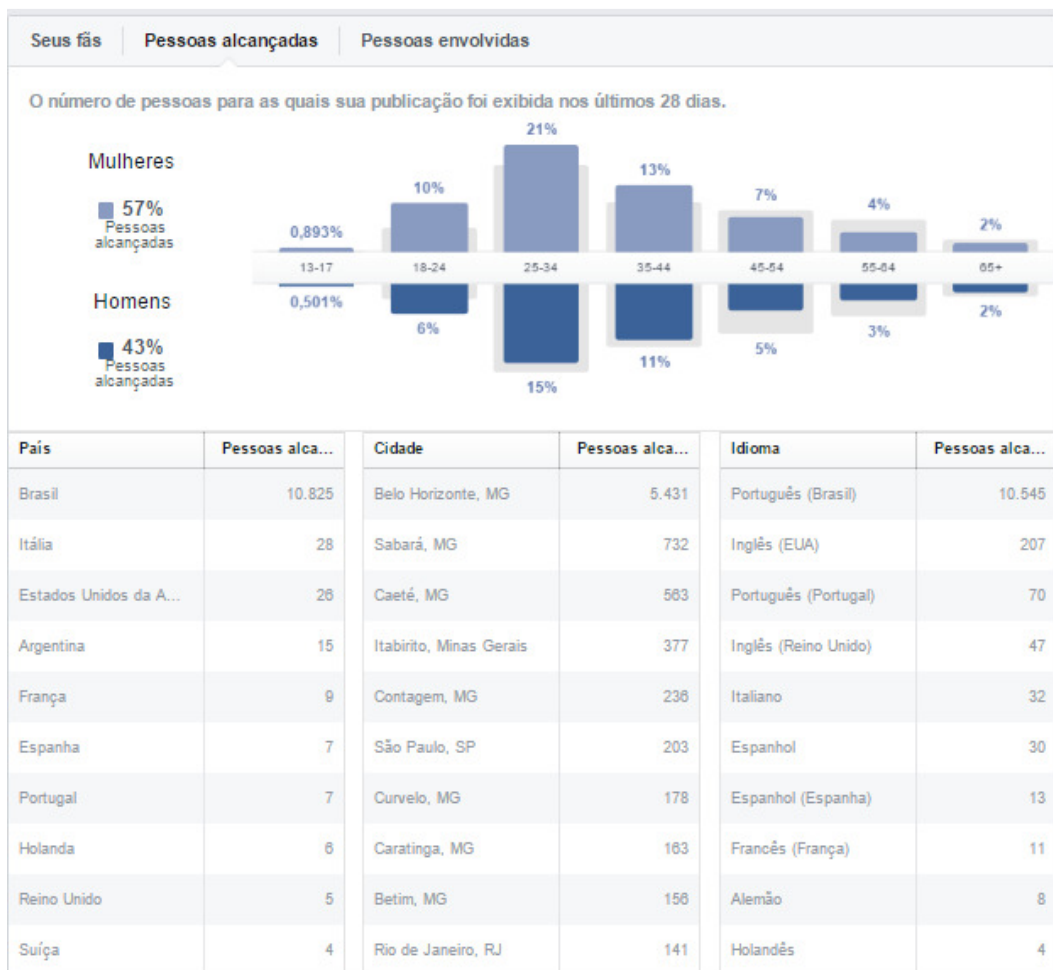 Seus fãs Pessoas alcançadas Pessoas envolvidas
O número de pessoas para as quais sua publicação foi exibida nos últimos 28 dias.
Mulheres
57%
Pessoas
alcançadas
0,893% 10% 21% 13% 7% 4% 2%
13-17 18-24 25-34 35-44 45-54 55-64 65+
Homens
43%
Pessoas
alcançadas
0,501% 6% 15% 11% 5% 3% 2%
País Pessoas alca... Cidade Pessoas alca... Idioma Pessoas alca...
Brasil 10.825 Belo Horizonte, MG 5.431 Português (Brasil) 10.545
Itália 28 Sabará, MG 732 Inglês (EUA) 207
Estados Unidos da A... 26 Caeté, MG 563 Português (Portugal) 70
Argentina 15 Itabirito, Minas Gerais 377 Inglês (Reino Unido) 47
França 9 Contagem, MG 236 Italiano 32
Espanha 7 São Paulo, SP 203 Espanhol 30
Portugal 7 Curvelo, MG 178 Espanhol (Espanha) 13
Holanda 6 Caratinga, MG 163 Francês (França) 11
Reino Unido 5 Betim, MG 156 Alemão 8
Suíça 4 Rio de Janeiro, RJ 141 Holandês 4